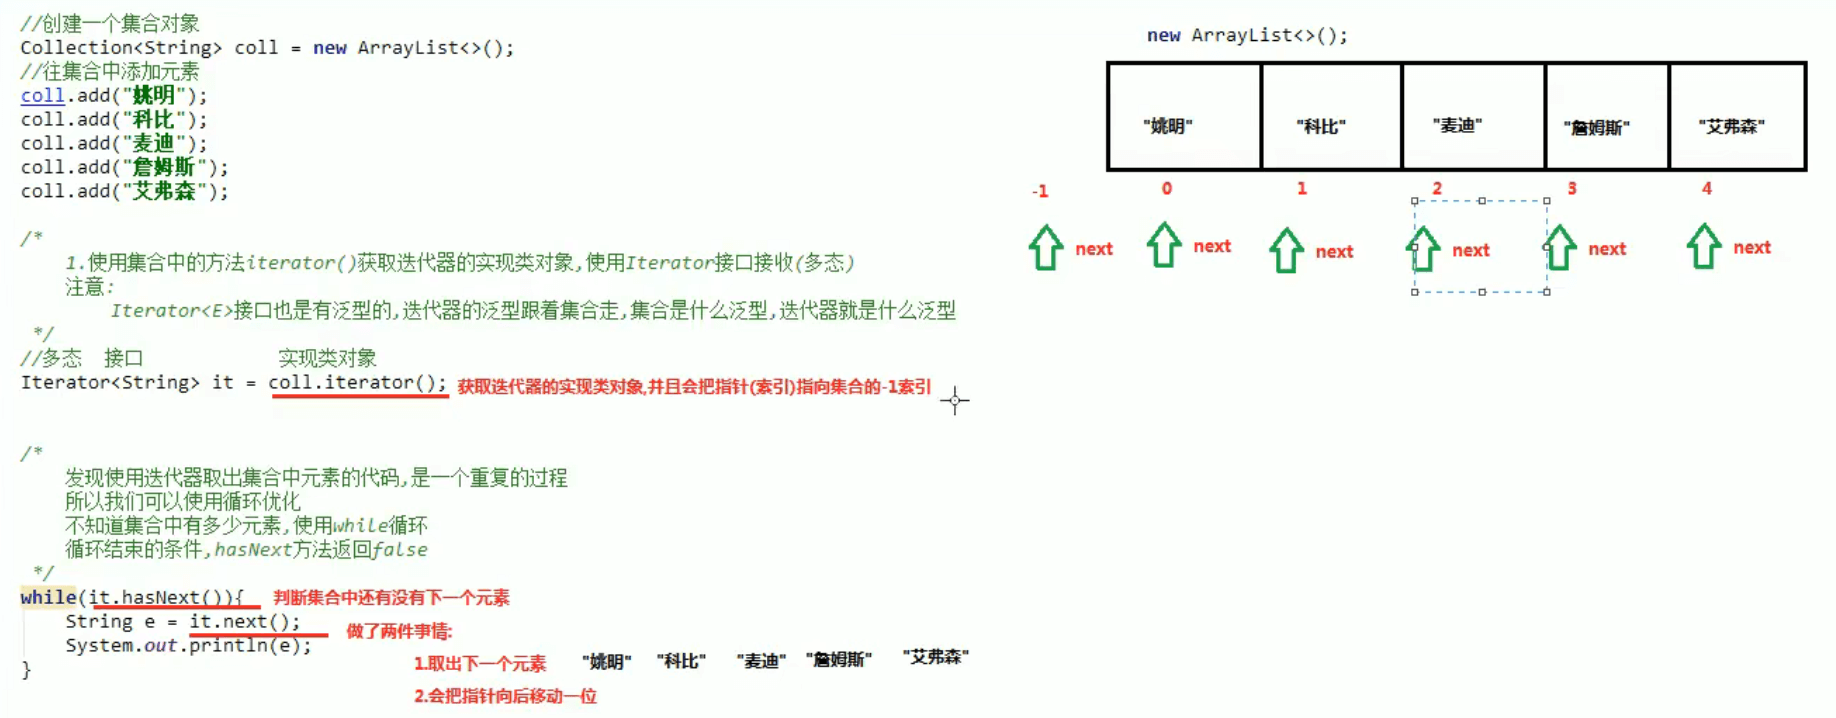 //创建一个集合对象
Collection<String> coll = new ArrayList<>();
//往集合中添加元素
coll.add("姚明");
coll.add("科比");
coll.add("麦迪");
coll.add("詹姆斯");
coll.add("艾弗森");
/*
1.使用集合中的方法iterator()获取迭代器的实现类对象,使用Iterator接口接收(多态)
注意:
Iterator<E>接口也是有泛型的,迭代器的泛型跟着集合走,集合是什么泛型,迭代器就是什么泛型
*/
//多态 接口 实现类对象
Iterator<String> it = coll.iterator(); 获取迭代器的实现类对象,并且会把指针(索引)指向集合的-1索引
/*
发现使用迭代器取出集合中元素的代码,是一个重复的过程
所以我们可以使用循环优化
不知道集合中有多少元素,使用while循环
循环结束的条件,hasNext方法返回false
*/
while(it.hasNext()){ 判断集合中还有没有下一个元素
String e = it.next(); 做了两件事情:
System.out.println(e);
}
1.取出下一个元素 "姚明" "科比" "麦迪" "詹姆斯" "艾弗森"
2.会把指针向后移动一位
new ArrayList<>();
"姚明" "科比" "麦迪" "詹姆斯" "艾弗森"
-1 0 1 2 3 4
next next next next next next